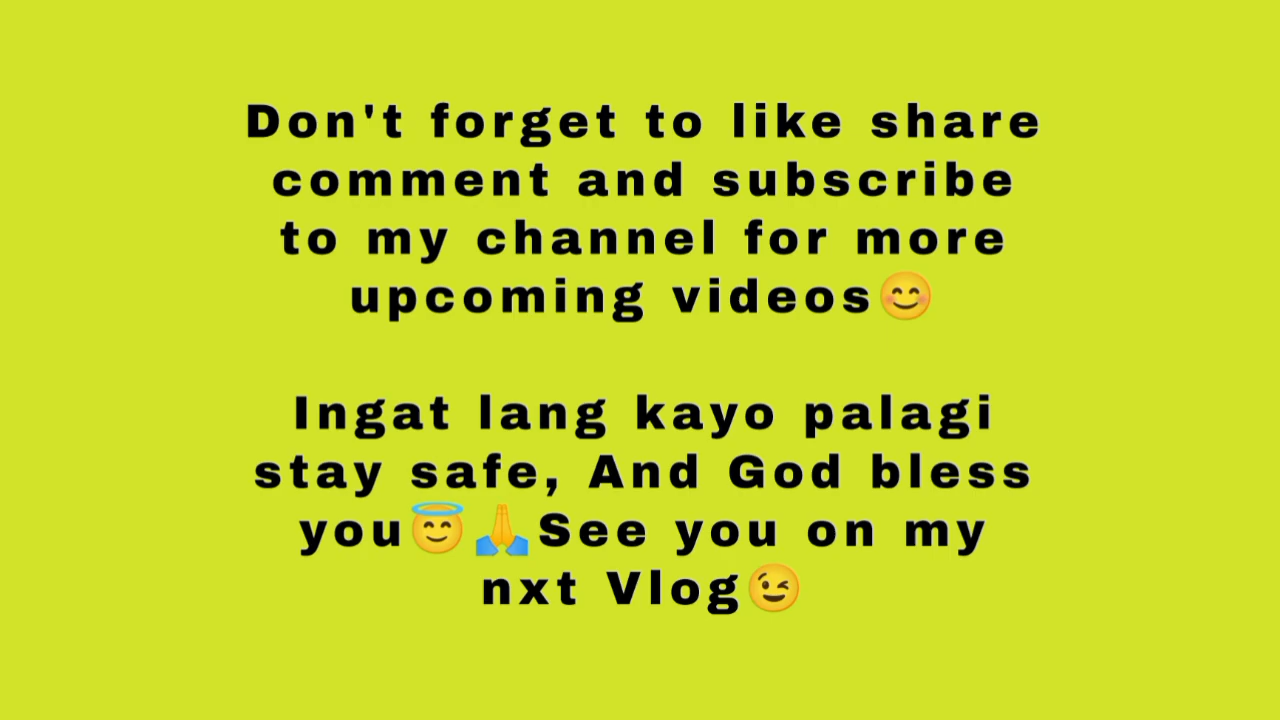 Don't forget to like share
comment and subscribe
to my channel for more
upcoming videos😊
Ingat lang kayo palagi
stay safe, And God bless
you😇🙏See you on my
nxt Vlog😉